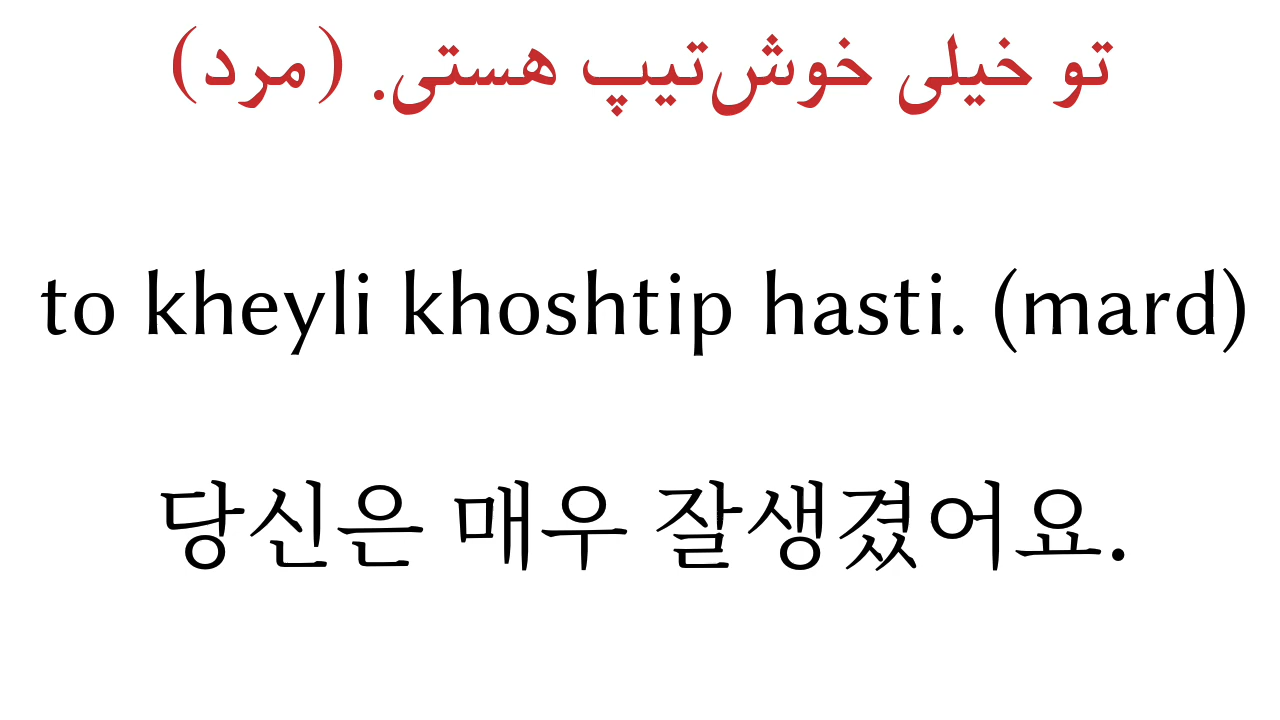 تو خیلی خوش‌تیپ هستی. (مرد)
to kheyli khoshtip hasti. (mard)
당신은 매우 잘생겼어요.